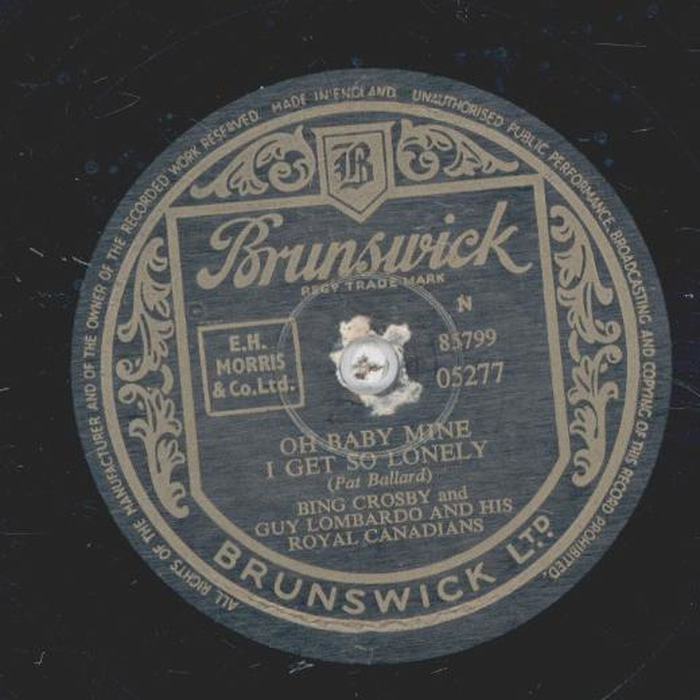 ALL RIGHTS OF THE MANUFACTURER AND OF THE OWNER OF THE RECORDED WORK RESERVED. MADE IN ENGLAND. UNAUTHORISED PUBLIC PERFORMANCE, BROADCASTING AND COPYING OF THIS RECORD PROHIBITED.
B
Brunswick
REGD TRADE MARK
N
E.H.
MORRIS
& Co.Ltd.
85799
05277
OH BABY MINE
I GET SO LONELY
(Pat Ballard)
BING CROSBY and
GUY LOMBARDO AND HIS
ROYAL CANADIANS
BRUNSWICK LTD